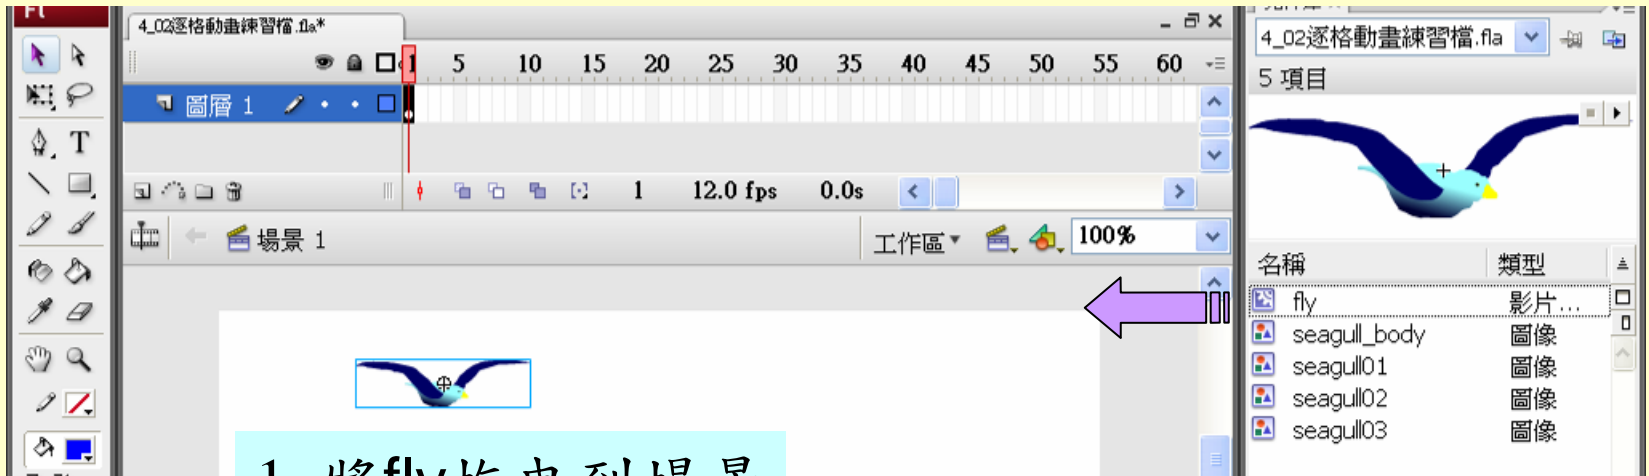 Fl
4_02逐格動畫練習檔.fla*
1 5 10 15 20 25 30 35 40 45 50 55 60
圖層 1
T
1 12.0 fps 0.0s
場景 1
工作區 100%
1. 將fly拖曳到場景
4_02逐格動畫練習檔.fla
5 項目
名稱 類型
fly 影片...
seagull_body 圖像
seagull01 圖像
seagull02 圖像
seagull03 圖像